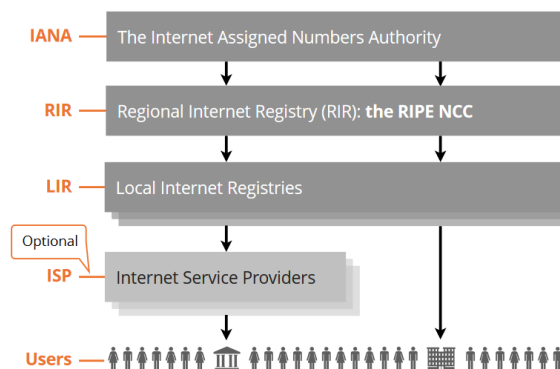 IANA The Internet Assigned Numbers Authority
RIR Regional Internet Registry (RIR): the RIPE NCC
LIR Local Internet Registries
Optional
ISP Internet Service Providers
Users